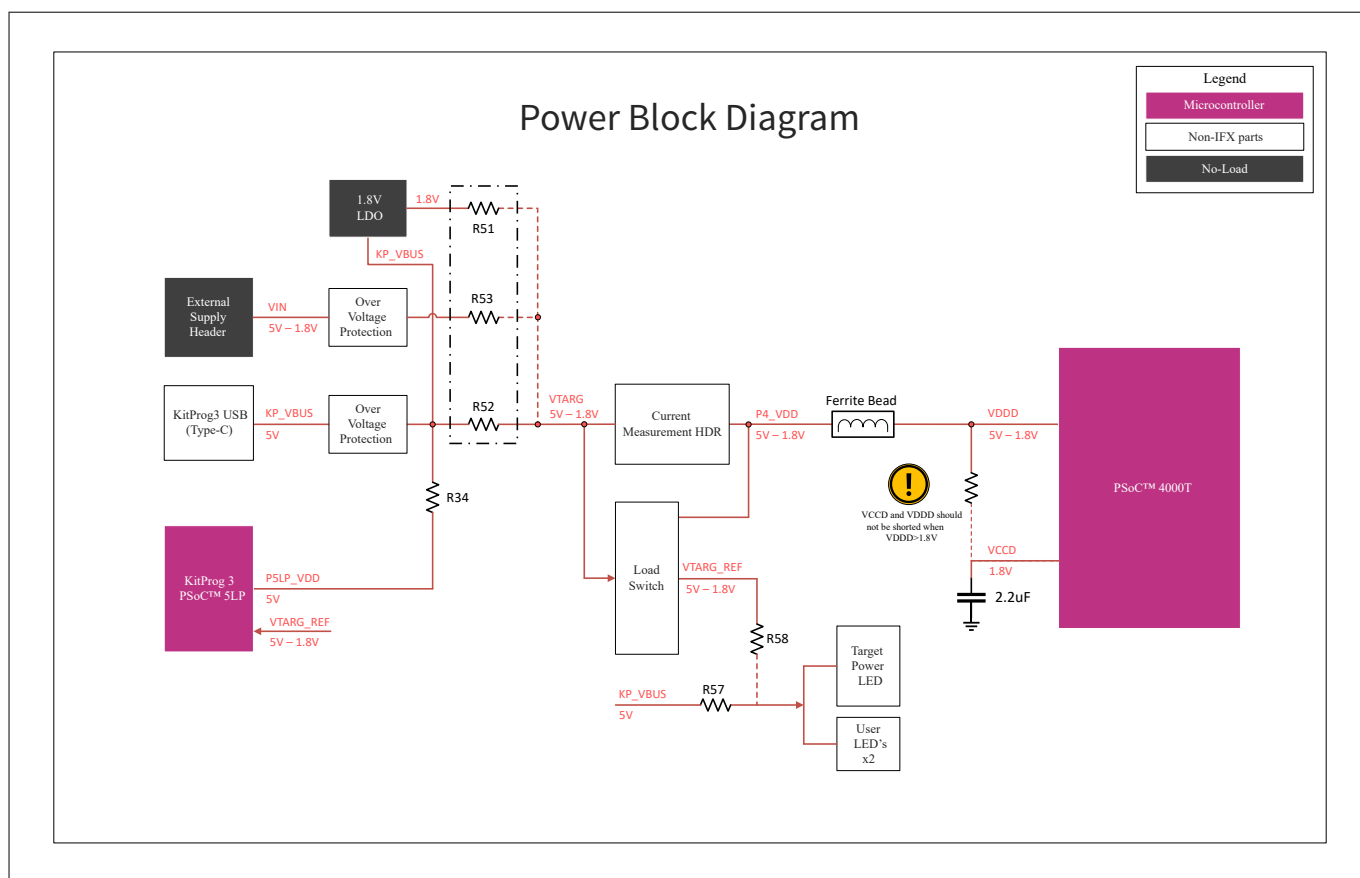 Legend
Microcontroller
Non-IFX parts
No-Load
Power Block Diagram
1.8V
LDO
1.8V
R51
KP_VBUS
External
Supply
Header
VIN
5V – 1.8V
Over
Voltage
Protection
R53
KitProg3 USB
(Type-C)
KP_VBUS
5V
Over
Voltage
Protection
R52
VTARG
5V – 1.8V
Current
Measurement HDR
P4_VDD
5V – 1.8V
Ferrite Bead
VDDD
5V – 1.8V
PSoC™ 4000T
R34
!
VCCD and VDDD should
not be shorted when
VDDD>1.8V
VCCD
1.8V
2.2uF
KitProg 3
PSoC™ 5LP
P5LP_VDD
5V
VTARG_REF
5V – 1.8V
Load
Switch
VTARG_REF
5V – 1.8V
R58
KP_VBUS
5V
R57
Target
Power
LED
User
LED's
x2